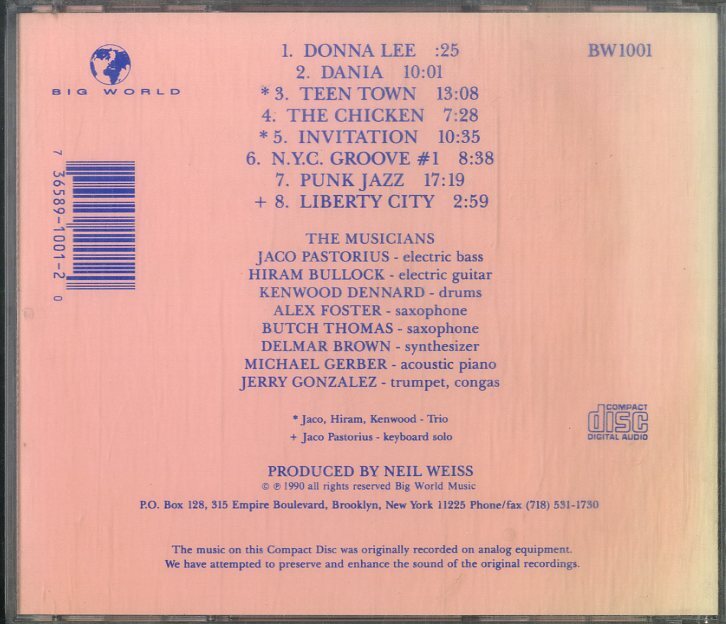 BIG WORLD
BW1001
1. DONNA LEE :25
2. DANIA 10:01
* 3. TEEN TOWN 13:08
4. THE CHICKEN 7:28
* 5. INVITATION 10:35
6. N.Y.C. GROOVE #1 8:38
7. PUNK JAZZ 17:19
+ 8. LIBERTY CITY 2:59
7 36589-1001-2 0
THE MUSICIANS
JACO PASTORIUS - electric bass
HIRAM BULLOCK - electric guitar
KENWOOD DENNARD - drums
ALEX FOSTER - saxophone
BUTCH THOMAS - saxophone
DELMAR BROWN - synthesizer
MICHAEL GERBER - acoustic piano
JERRY GONZALEZ - trumpet, congas
* Jaco, Hiram, Kenwood - Trio
+ Jaco Pastorius - keyboard solo
COMPACT
disc
DIGITAL AUDIO
PRODUCED BY NEIL WEISS
© ℗ 1990 all rights reserved Big World Music
P.O. Box 128, 315 Empire Boulevard, Brooklyn, New York 11225 Phone/fax (718) 531-1730
The music on this Compact Disc was originally recorded on analog equipment.
We have attempted to preserve and enhance the sound of the original recordings.